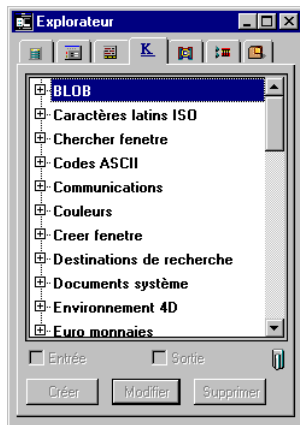 Explorateur
K
BLOB
Caractères latins ISO
Chercher fenetre
Codes ASCII
Communications
Couleurs
Creer fenetre
Destinations de recherche
Documents système
Environnement 4D
Euro monnaies
Entrée Sortie
Créer Modifier Supprimer